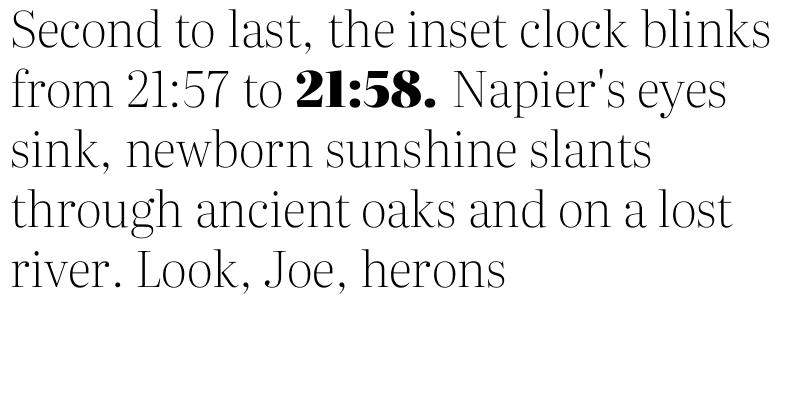 Second to last, the inset clock blinks
from 21:57 to 21:58. Napier's eyes
sink, newborn sunshine slants
through ancient oaks and on a lost
river. Look, Joe, herons